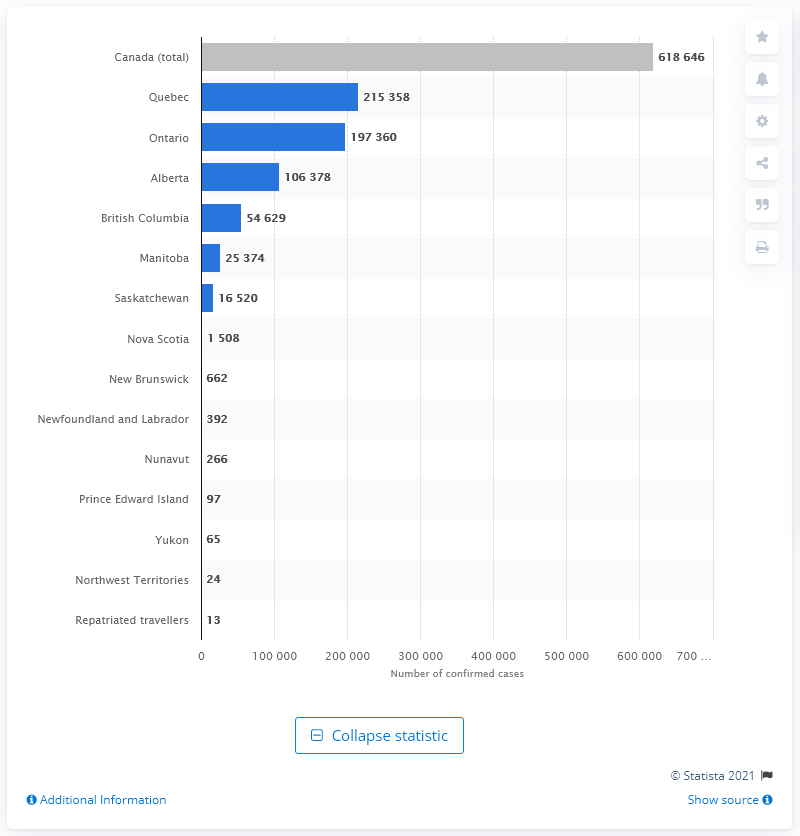 Canada (total) 618 646
Quebec 215 358
Ontario 197 360
Alberta 106 378
British Columbia 54 629
Manitoba 25 374
Saskatchewan 16 520
Nova Scotia 1 508
New Brunswick 662
Newfoundland and Labrador 392
Nunavut 266
Prince Edward Island 97
Yukon 65
Northwest Territories 24
Repatriated travellers 13
0 100 000 200 000 300 000 400 000 500 000 600 000 700 ...
Number of confirmed cases
Collapse statistic
© Statista 2021
Additional Information Show source